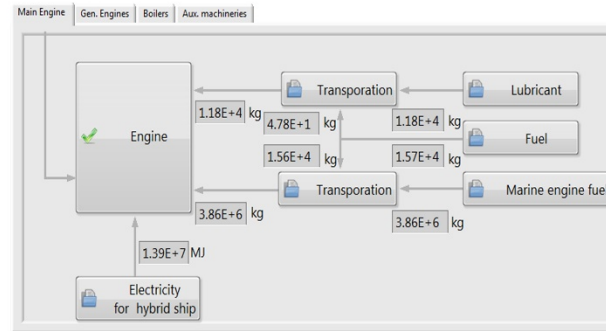 Main Engine Gen. Engines Boilers Aux. machineries
Transporation
Lubricant
1.18E+4 kg
4.78E+1 kg
1.18E+4 kg
Engine
Fuel
1.56E+4 kg
1.57E+4 kg
Transporation
Marine engine fue
3.86E+6 kg
3.86E+6 kg
1.39E+7 MJ
Electricity
for hybrid ship